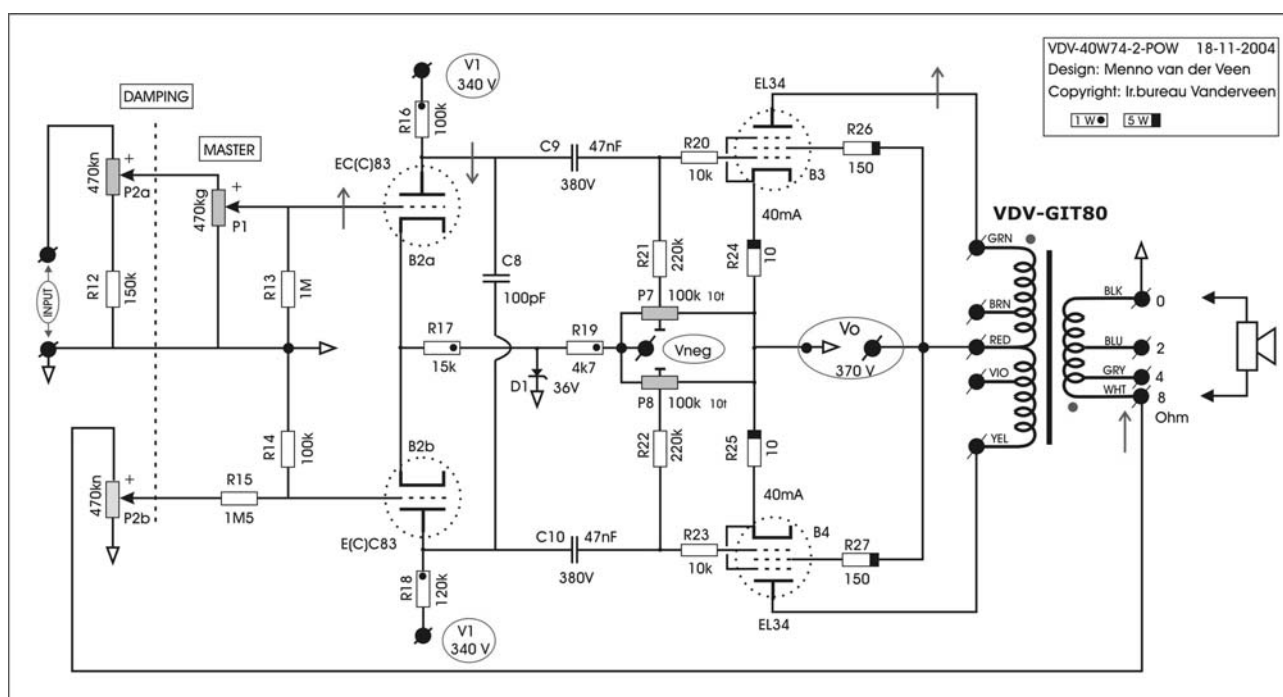 VDV-40W74-2-POW 18-11-2004
Design: Menno van der Veen
Copyright: Ir.bureau Vanderveen
1 W
5 W
DAMPING
MASTER
INPUT
470kn
+
P2a
R12
150k
470kg
+
P1
R13
1M
R14
100k
470kn
+
P2b
R15
1M5
V1
340 V
R16
100k
EC(C)83
B2a
C8
100pF
R17
15k
D1
36V
R19
4k7
B2b
E(C)C83
R18
120k
V1
340 V
C9
47nF
380V
R20
10k
R21
220k
P7
100k 10t
Vneg
P8
100k 10t
R22
220k
C10
47nF
380V
R23
10k
EL34
B3
R26
150
40mA
R24
10
Vo
370 V
R25
10
40mA
B4
R27
150
EL34
VDV-GIT80
GRN
BRN
RED
VIO
YEL
BLK
0
BLU
2
GRY
4
WHT
8
Ohm